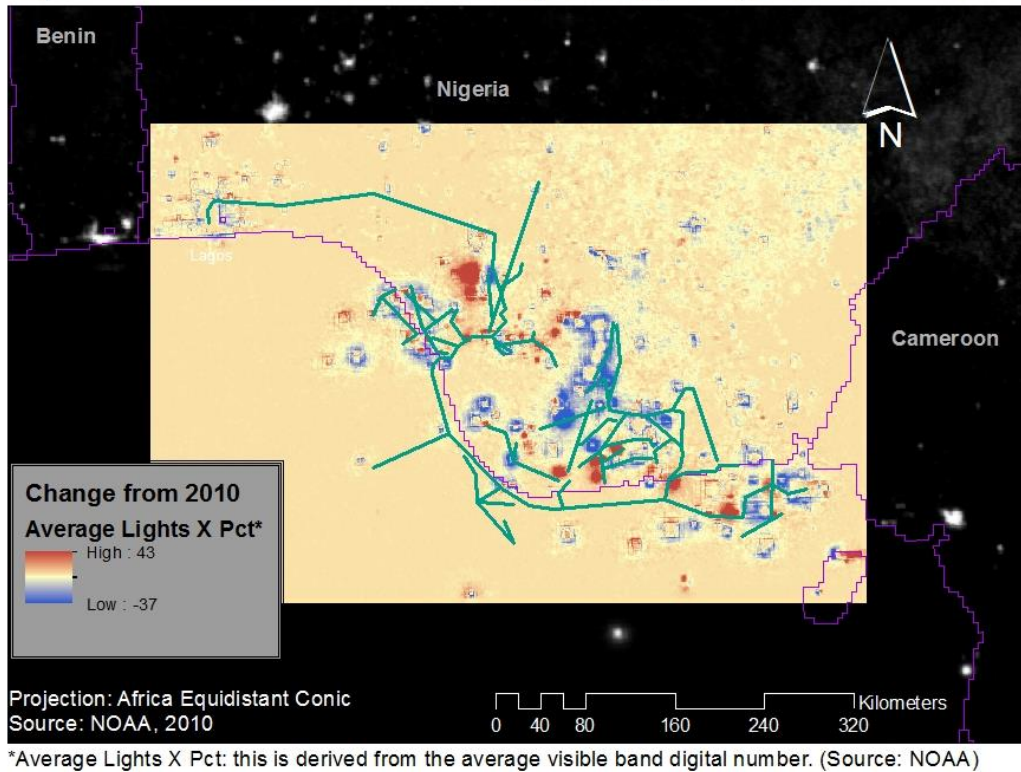 Benin
Nigeria
N
Lagos
Cameroon
Change from 2010
Average Lights X Pct*
High : 43
Low : -37
Projection: Africa Equidistant Conic
Source: NOAA, 2010
Kilometers
0 40 80 160 240 320
*Average Lights X Pct: this is derived from the average visible band digital number. (Source: NOAA)